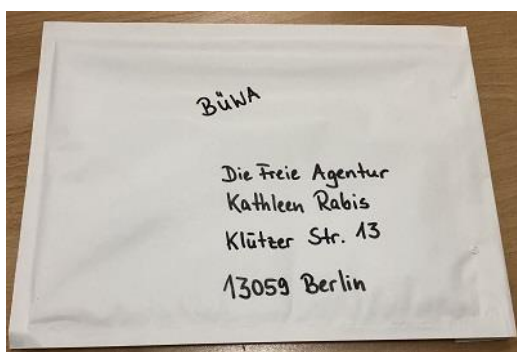 BÜWA
Die Freie Agentur
Kathleen Rabis
Klützer Str. 13
13059 Berlin